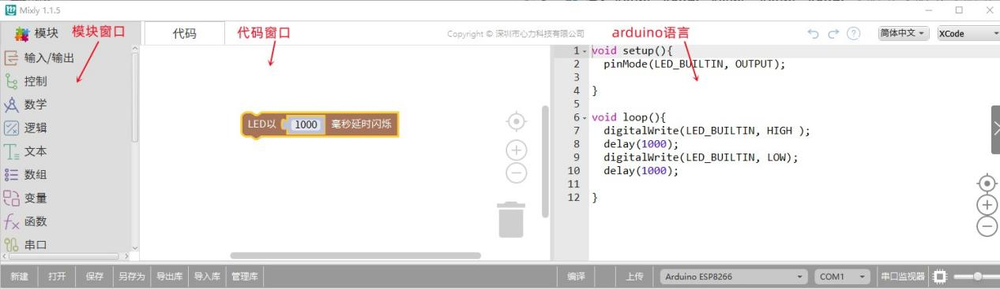 Mixly 1.1.5
模块 模块窗口 代码 代码窗口 Copyright © 深圳市心力科技有限公司 arduino语言 简体中文 XCode
输入/输出
控制
数学
逻辑
文本
数组
变量
函数
串口
LED以 1000 毫秒延时闪烁
1 void setup(){
2 pinMode(LED_BUILTIN, OUTPUT);
3
4 }
5
6 void loop(){
7 digitalWrite(LED_BUILTIN, HIGH );
8 delay(1000);
9 digitalWrite(LED_BUILTIN, LOW);
10 delay(1000);
11
12 }
新建 打开 保存 另存为 导出库 导入库 管理库 编译 上传 Arduino ESP8266 COM1 串口监视器